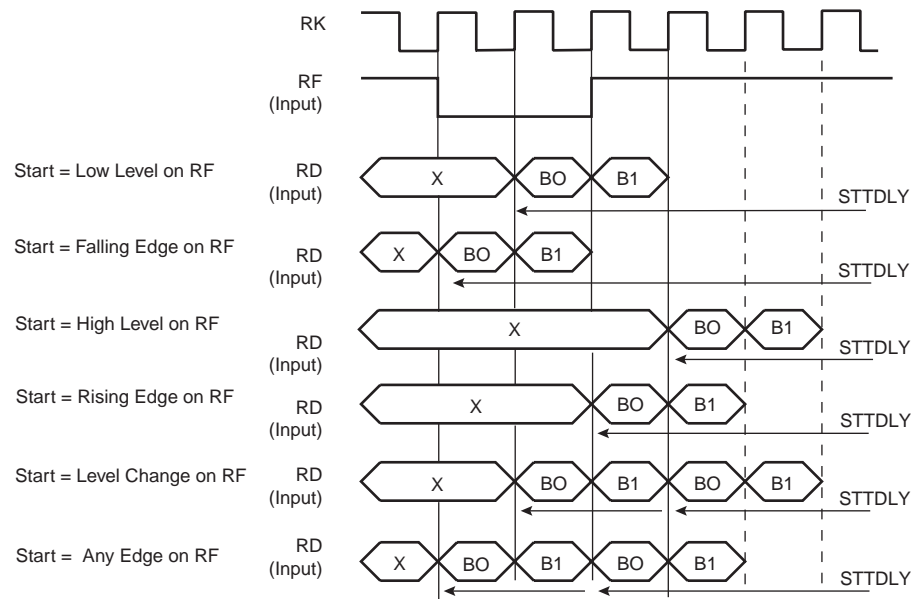 RK
RF
(Input)
Start = Low Level on RF
RD
(Input)
X
BO
B1
STTDLY
Start = Falling Edge on RF
RD
(Input)
X
BO
B1
STTDLY
Start = High Level on RF
RD
(Input)
X
BO
B1
STTDLY
Start = Rising Edge on RF
RD
(Input)
X
BO
B1
STTDLY
Start = Level Change on RF
RD
(Input)
X
BO
B1
BO
B1
STTDLY
Start = Any Edge on RF
RD
(Input)
X
BO
B1
BO
B1
STTDLY